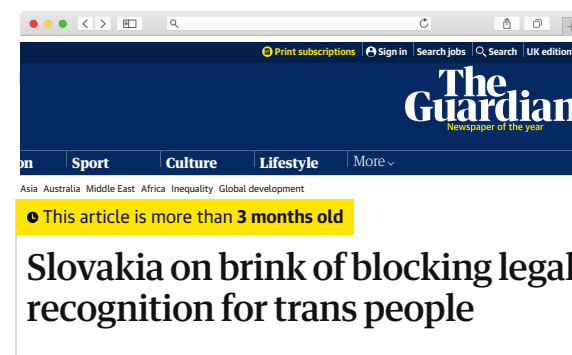 Print subscriptions Sign in Search jobs Search UK edition
The
Guardian
Newspaper of the year
on Sport Culture Lifestyle More
Asia Australia Middle East Africa Inequality Global development
This article is more than 3 months old
Slovakia on brink of blocking legal
recognition for trans people